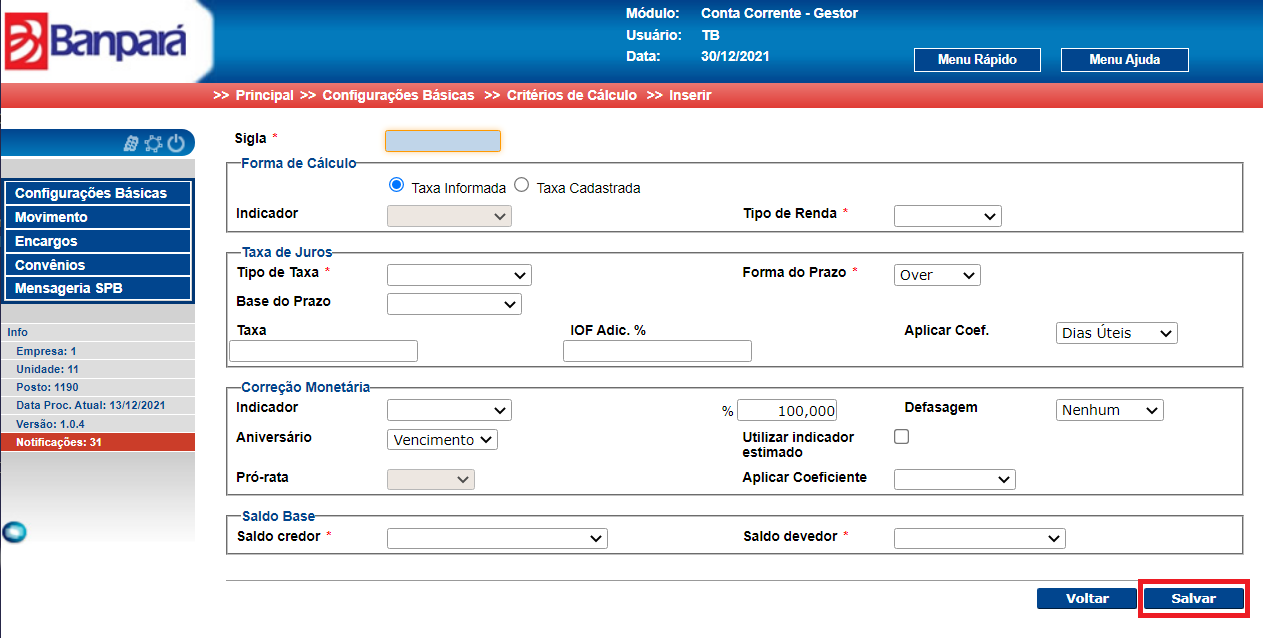 Banpará
Módulo: Conta Corrente - Gestor
Usuário: TB
Data: 30/12/2021
Menu Rápido
Menu Ajuda
>> Principal >> Configurações Básicas >> Critérios de Cálculo >> Inserir
Configurações Básicas
Movimento
Encargos
Convênios
Mensageria SPB
Info
Empresa: 1
Unidade: 11
Posto: 1190
Data Proc. Atual: 13/12/2021
Versão: 1.0.4
Notificações: 31
Sigla *
Forma de Cálculo
Taxa Informada Taxa Cadastrada
Indicador Tipo de Renda *
Taxa de Juros
Tipo de Taxa * Forma do Prazo * Over
Base do Prazo
Taxa IOF Adic. % Aplicar Coef. Dias Úteis
Correção Monetária
Indicador % 100,000 Defasagem Nenhum
Aniversário Vencimento Utilizar indicador
estimado
Pró-rata Aplicar Coeficiente
Saldo Base
Saldo credor * Saldo devedor *
Voltar Salvar